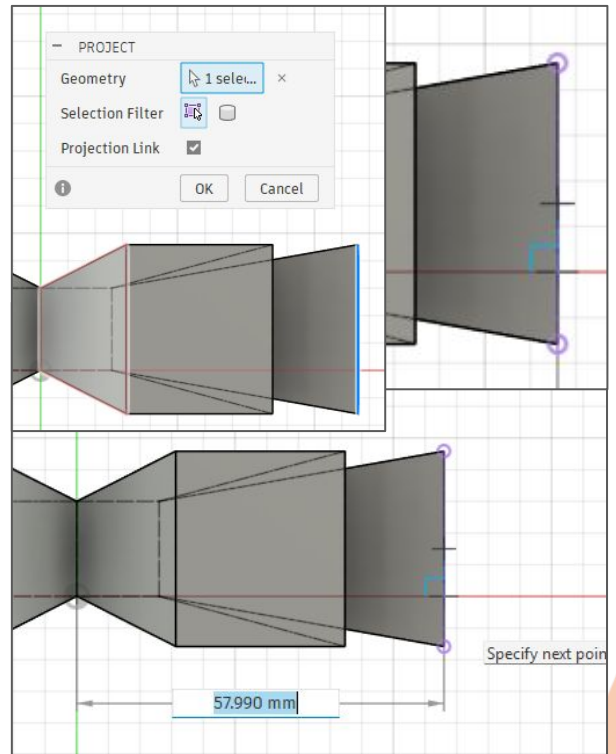 PROJECT
Geometry 1 selec... ×
Selection Filter
Projection Link
OK Cancel
Specify next poin
57.990 mm